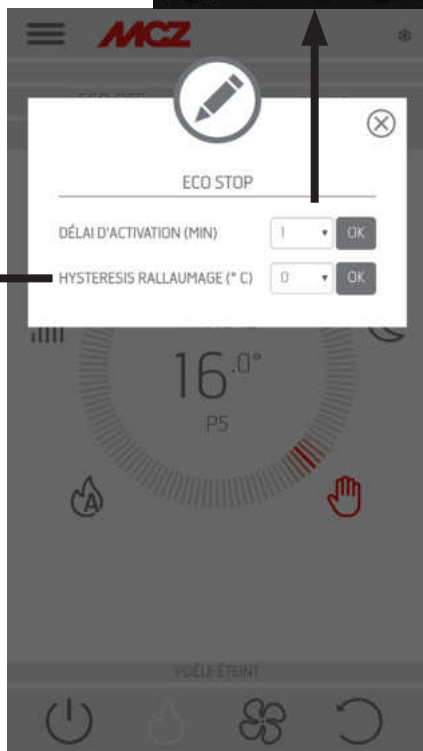 MCZ
ECO STOP
DÉLAI D'ACTIVATION (MIN) 1 OK
HYSTERESIS RALLAUMAGE (° C) 0 OK
16.0°
P5
A
POÊLE ÉTEINT